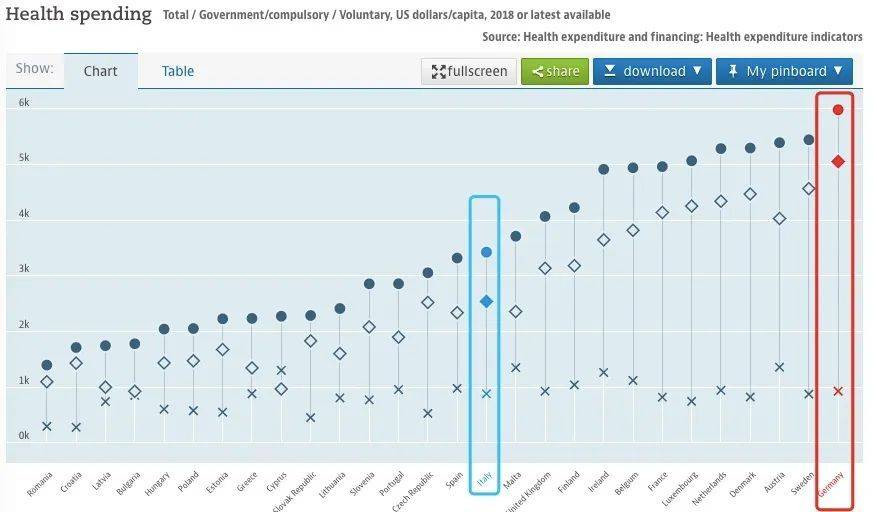 Health spending Total / Government/compulsory / Voluntary, US dollars/capita, 2018 or latest available
Source: Health expenditure and financing: Health expenditure indicators
Show: Chart Table fullscreen share download ▼ My pinboard ▼
6k
5k
4k
3k
2k
1k
0k
Romania
Croatia
Latvia
Bulgaria
Hungary
Poland
Estonia
Greece
Cyprus
Slovak Republic
Lithuania
Slovenia
Portugal
Czech Republic
Spain
Italy
Malta
United Kingdom
Finland
Ireland
Belgium
France
Luxembourg
Netherlands
Denmark
Austria
Sweden
Germany